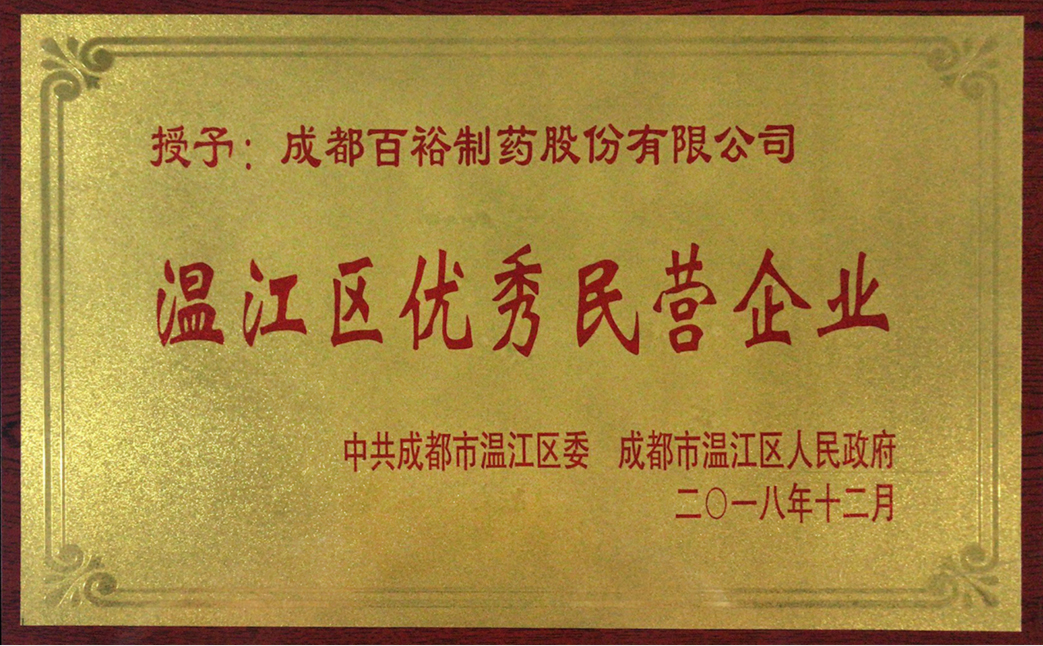 授予：成都百裕制药股份有限公司
温江区优秀民营企业
中共成都市温江区委 成都市温江区人民政府
二〇一八年十二月